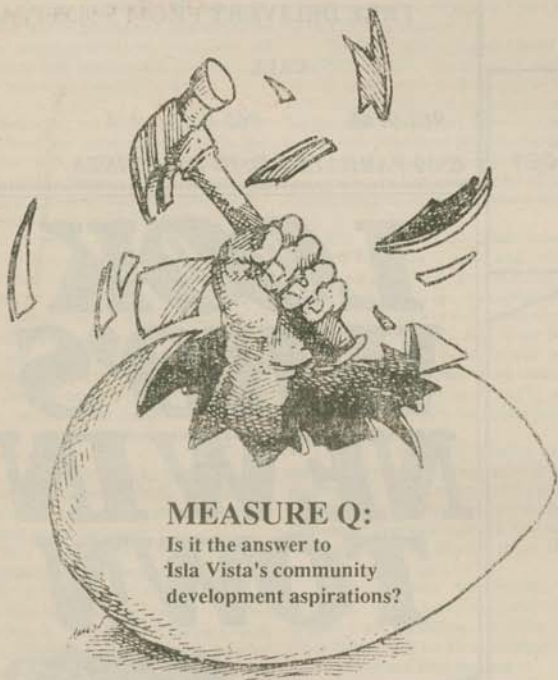 MEASURE Q:
Is it the answer to
Isla Vista's community
development aspirations?